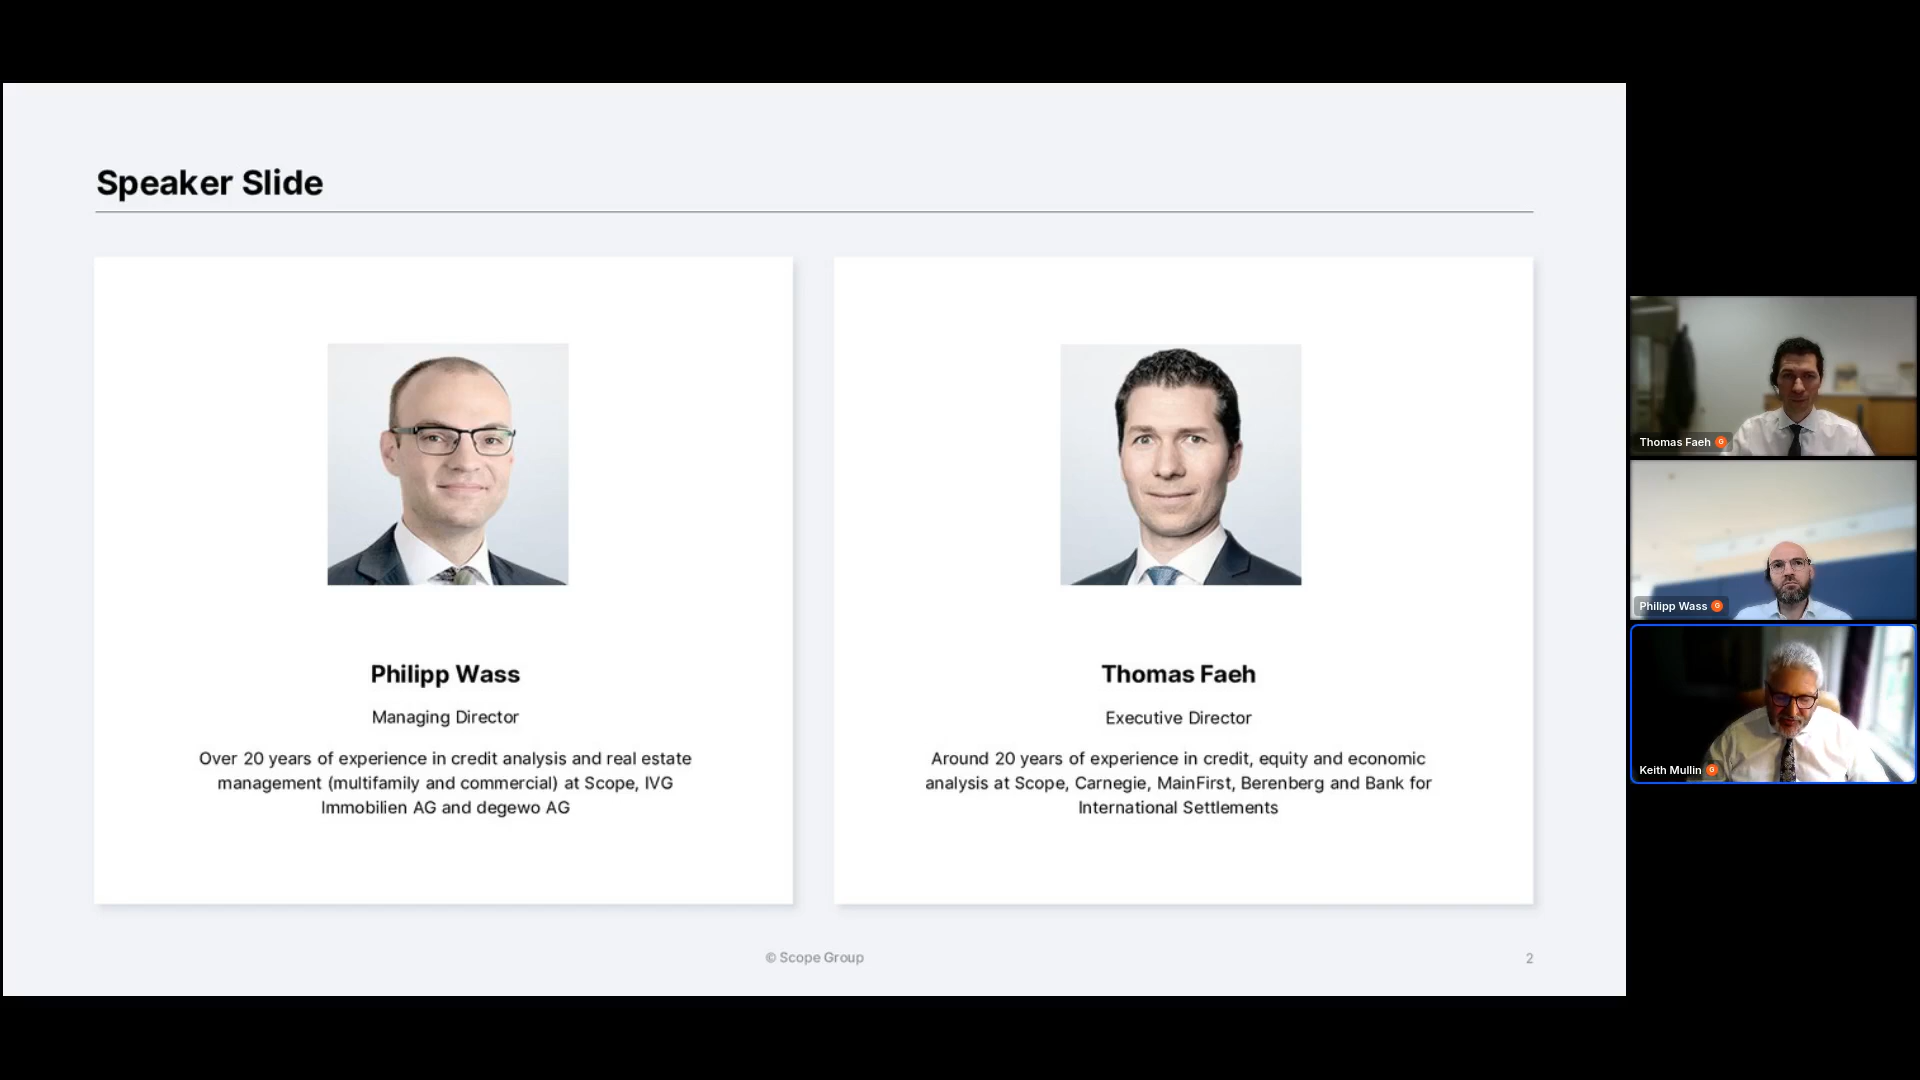 Speaker Slide
Philipp Wass
Managing Director
Over 20 years of experience in credit analysis and real estate
management (multifamily and commercial) at Scope, IVG
Immobilien AG and degewo AG
Thomas Faeh
Executive Director
Around 20 years of experience in credit, equity and economic
analysis at Scope, Carnegie, MainFirst, Berenberg and Bank for
International Settlements
© Scope Group
2
Thomas Faeh G
Philipp Wass G
Keith Mullin G